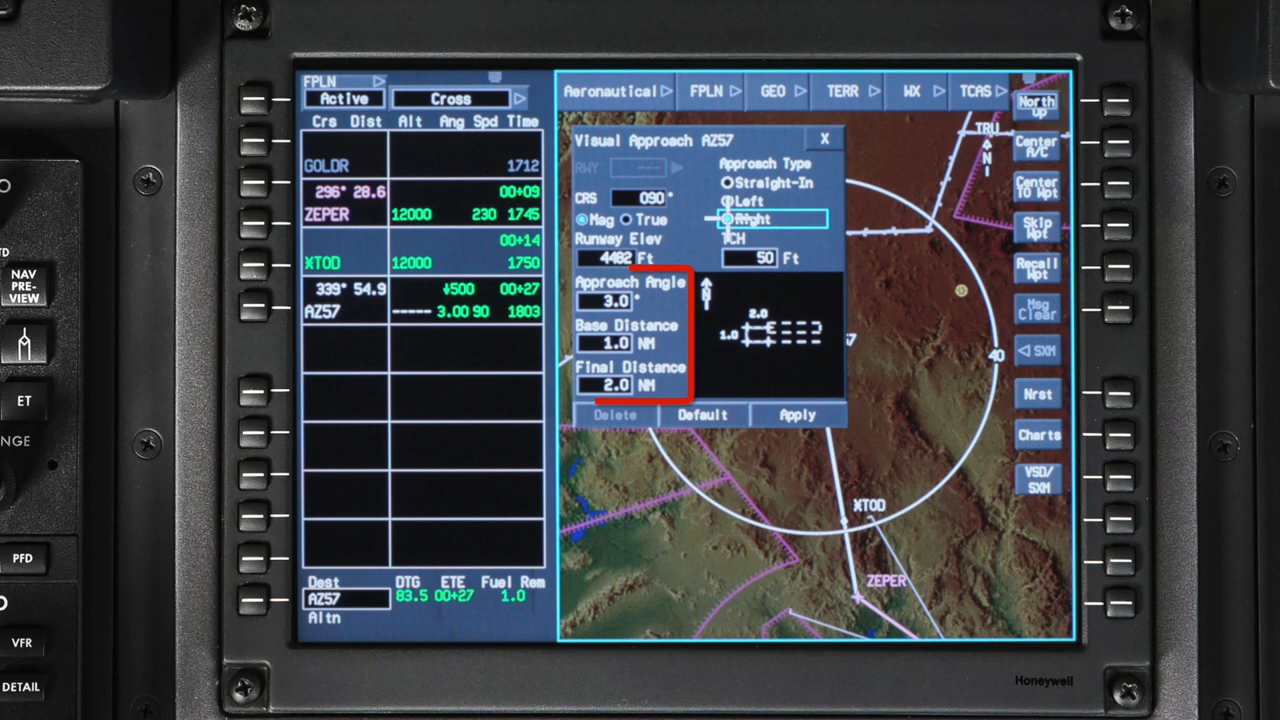 FPLN
Active
Cross
Crs Dist Alt Ang Spd Time
GOLDR 1712
296° 28.6 00+09
ZEPER 12000 230 1745
00+14
XTOD 12000 1750
339° 54.9 ↓500 00+27
AZ57 ----- 3.00 90 1803
Dest DTG ETE Fuel Rem
AZ57 83.5 00+27 1.0
Altn
Aeronautical FPLN GEO TERR WX TCAS
Visual Approach AZ57 X
RWY ---
Approach Type
Straight-In
CRS 090°
Left
Mag True
Right
Runway Elev TCH
4482 Ft 50 Ft
Approach Angle
3.0°
Base Distance
1.0 NM
Final Distance
2.0 NM
N
2.0
1.0
Delete Default Apply
TRU
N
40
7
XTOD
ZEPER
North Up
Center A/C
Center TO Wpt
Skip Wpt
Recall Wpt
Msg Clear
SXM
Nrst
Charts
VSD/
SXM
Honeywell
O
TD
NAV
PRE-
VIEW
ET
NGE
PFD
O
VFR
DETAIL